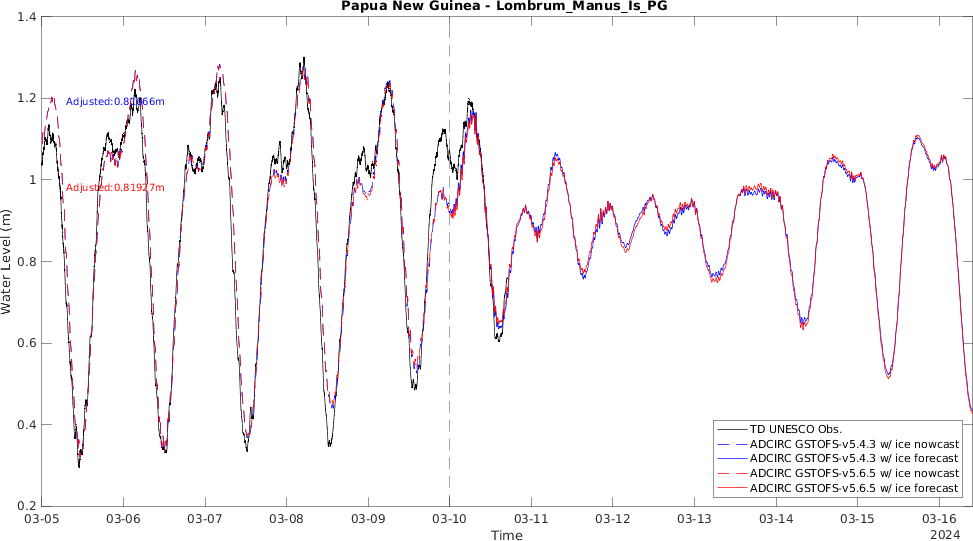 Papua New Guinea - Lombrum_Manus_Is_PG
1.4
1.2
1
0.8
0.6
0.4
0.2
Water Level (m)
Adjusted:0.80466m
Adjusted:0.81927m
TD UNESCO Obs.
ADCIRC GSTOFS-v5.4.3 w/ ice nowcast
ADCIRC GSTOFS-v5.4.3 w/ ice forecast
ADCIRC GSTOFS-v5.6.5 w/ ice nowcast
ADCIRC GSTOFS-v5.6.5 w/ ice forecast
03-05 03-06 03-07 03-08 03-09 03-10 03-11 03-12 03-13 03-14 03-15 03-16
Time
2024